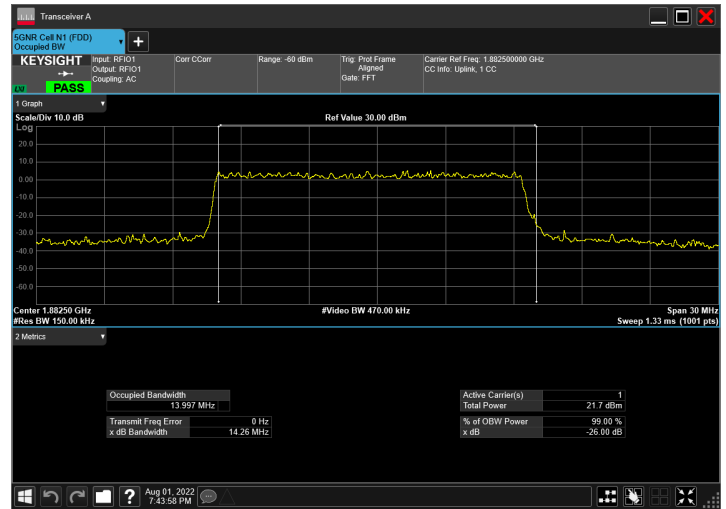 Transceiver A
5GNR Cell N1 (FDD)
Occupied BW
KEYSIGHT
LXI
PASS
Input: RFIO1
Output: RFIO1
Coupling: AC
Corr CCorr
Range: -60 dBm
Trig: Prot Frame
Aligned
Gate: FFT
Carrier Ref Freq: 1.882500000 GHz
CC Info: Uplink, 1 CC
1 Graph
Scale/Div 10.0 dB
Ref Value 30.00 dBm
Log
20.0
10.0
0.00
-10.0
-20.0
-30.0
-40.0
-50.0
-60.0
Center 1.88250 GHz
#Video BW 470.00 kHz
Span 30 MHz
#Res BW 150.00 kHz
Sweep 1.33 ms (1001 pts)
2 Metrics
Occupied Bandwidth
13.997 MHz
Transmit Freq Error 0 Hz
x dB Bandwidth 14.26 MHz
Active Carrier(s) 1
Total Power 21.7 dBm
% of OBW Power 99.00 %
x dB -26.00 dB
?
Aug 01, 2022
7:43:58 PM